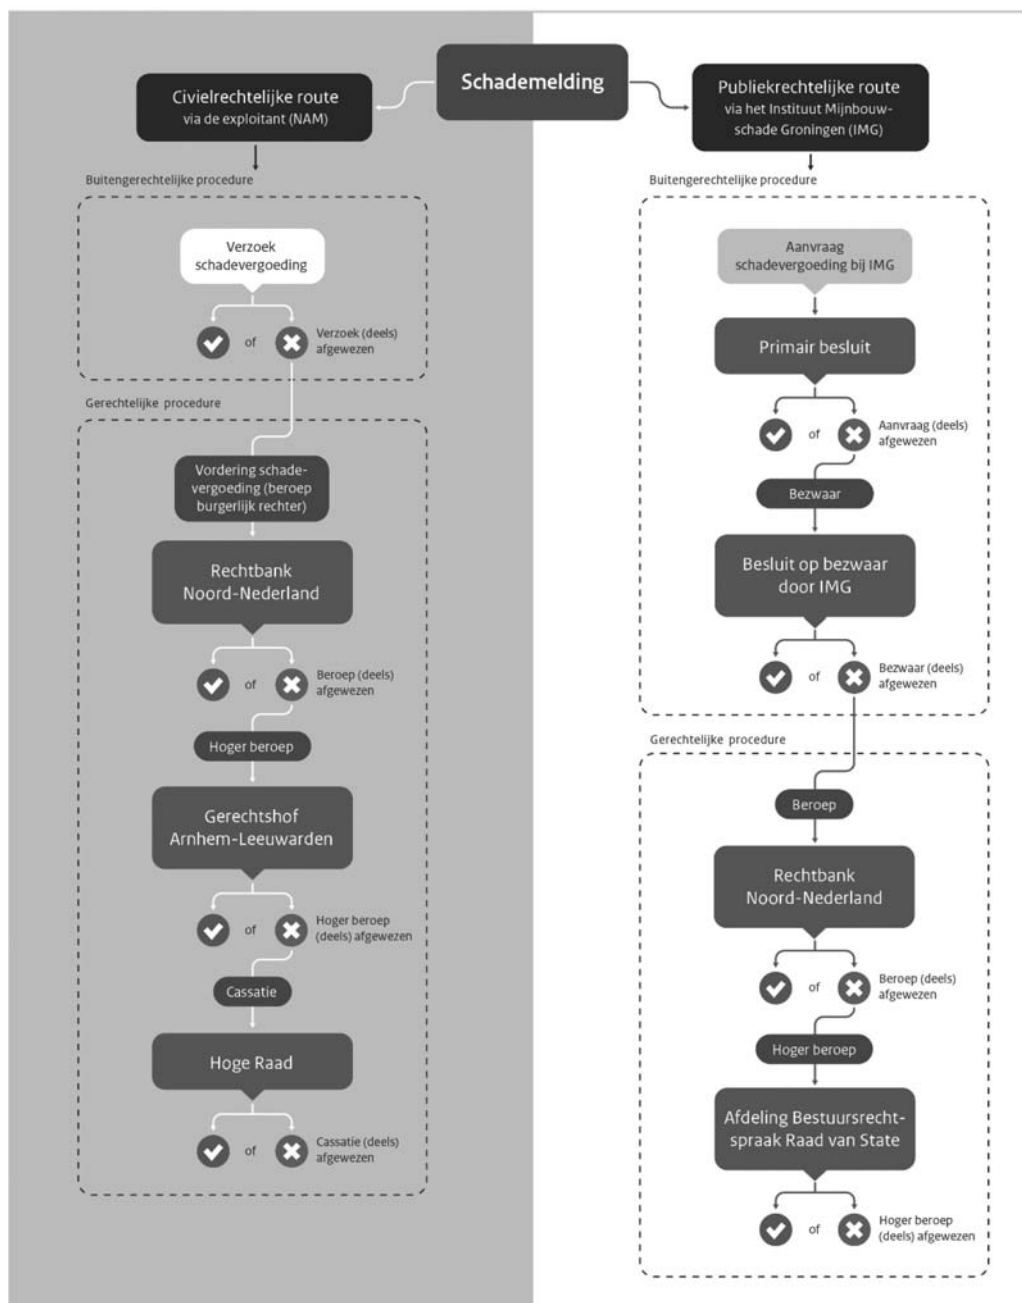 Schademelding
Civielrechtelijke route
via de exploitant (NAM)
Buitengerechtelijke procedure
Verzoek
schadevergoeding
of
Verzoek (deels)
afgewezen
Gerechtelijke procedure
Vordering schade-
vergoeding (beroep
burgerlijk rechter)
Rechtbank
Noord-Nederland
of
Beroep (deels)
afgewezen
Hoger beroep
Gerechtshof
Arnhem-Leeuwarden
of
Hoger beroep
(deels) afgewezen
Cassatie
Hoge Raad
of
Cassatie (deels)
afgewezen
Publiekrechtelijke route
via het Instituut Mijnbouw-
schade Groningen (IMG)
Buitengerechtelijke procedure
Aanvraag
schadevergoeding bij IMG
Primair besluit
of
Aanvraag (deels)
afgewezen
Bezwaar
Besluit op bezwaar
door IMG
of
Bezwaar (deels)
afgewezen
Gerechtelijke procedure
Beroep
Rechtbank
Noord-Nederland
of
Beroep (deels)
afgewezen
Hoger beroep
Afdeling Bestuursrecht-
spraak Raad van State
of
Hoger beroep
(deels) afgewezen